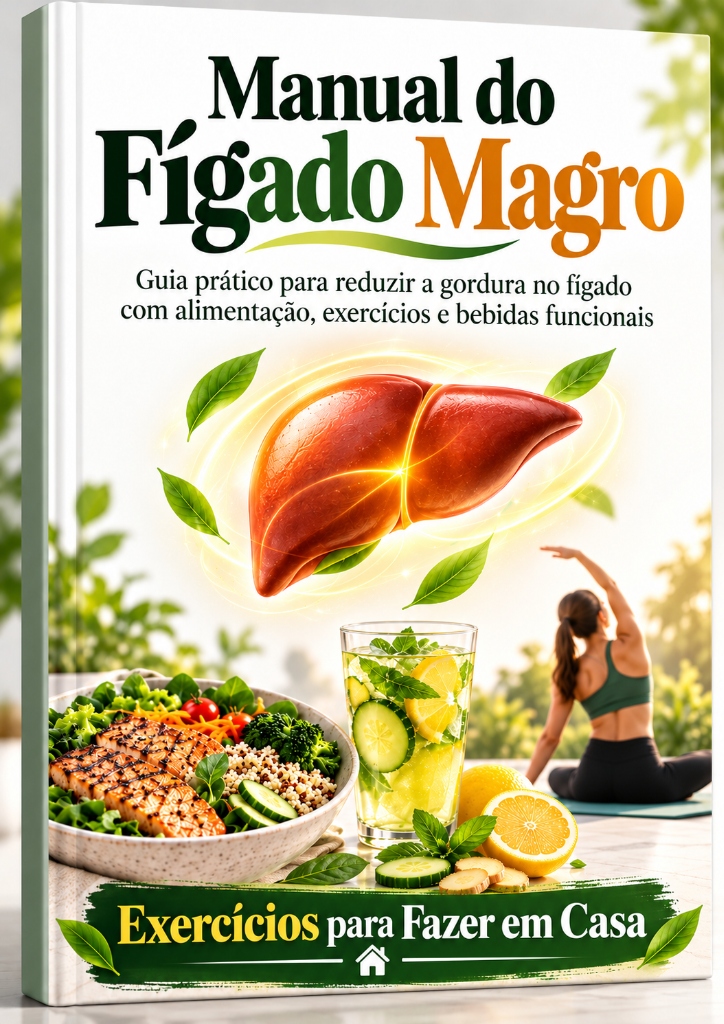 Manual do
Fígado Magro
Guia prático para reduzir a gordura no fígado
com alimentação, exercícios e bebidas funcionais
Exercícios para Fazer em Casa